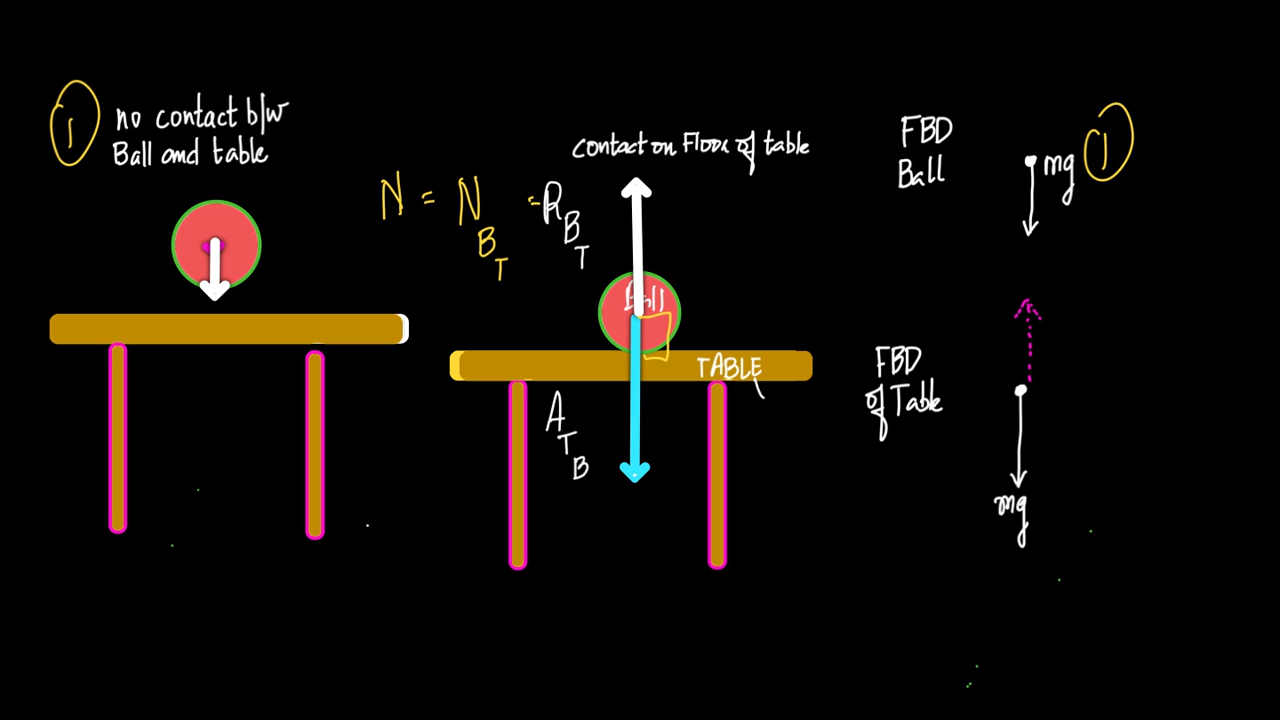 1
no contact b/w
Ball and table
contact on Floor of table
N = N B T = R B T
Ball
TABLE
A T B
FBD
Ball
mg
1
FBD
of Table
mg